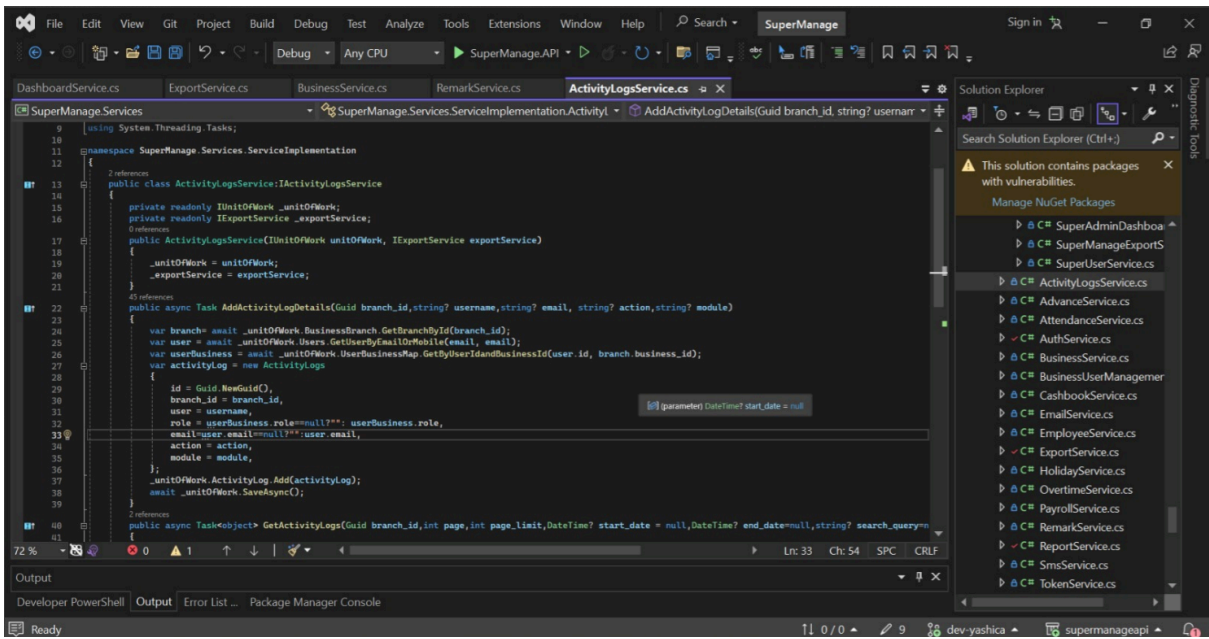 File Edit View Git Project Build Debug Test Analyze Tools Extensions Window Help Search SuperManage Sign in
Debug Any CPU SuperManage.API
DashboardService.cs ExportService.cs BusinessService.cs RemarkService.cs ActivityLogsService.cs
SuperManage.Services SuperManage.Services.ServiceImplementation.ActivityL AddActivityLogDetails(Guid branch_id, string? usernam
9 using System.Threading.Tasks;
10
11 namespace SuperManage.Services.ServiceImplementation
12 {
2 references
13 public class ActivityLogsService:IActivityLogsService
14 {
15 private readonly IUnitOfWork _unitOfWork;
16 private readonly IExportService _exportService;
0 references
17 public ActivityLogsService(IUnitOfWork unitOfWork, IExportService exportService)
18 {
19 _unitOfWork = unitOfWork;
20 _exportService = exportService;
21 }
45 references
22 public async Task AddActivityLogDetails(Guid branch_id,string? username,string? email, string? action,string? module)
23 {
24 var branch= await _unitOfWork.BusinessBranch.GetBranchById(branch_id);
25 var user = await _unitOfWork.Users.GetUserByEmailOrMobile(email, email);
26 var userBusiness = await _unitOfWork.UserBusinessMap.GetByUserIdandBusinessId(user.id, branch.business_id);
27 var activityLog = new ActivityLogs
28 {
29 id = Guid.NewGuid(),
30 branch_id = branch_id,
31 user = username,
32 role = userBusiness.role==null?"": userBusiness.role,
33 email=user.email==null?"":user.email,
34 action = action,
35 module = module,
36 };
37 _unitOfWork.ActivityLog.Add(activityLog);
38 await _unitOfWork.SaveAsync();
39 }
2 references
40 public async Task<object> GetActivityLogs(Guid branch_id,int page,int page_limit,DateTime? start_date = null,DateTime? end_date=null,string? search_query=n
41 {
(parameter) DateTime? start_date = null
72 % 0 1 Ln: 33 Ch: 54 SPC CRLF
Output
Developer PowerShell Output Error List ... Package Manager Console
Ready 0 / 0 9 dev-yashica supermanageapi
Solution Explorer
Search Solution Explorer (Ctrl+;)
This solution contains packages
with vulnerabilities.
Manage NuGet Packages
C# SuperAdminDashboa
C# SuperManageExportS
C# SuperUserService.cs
C# ActivityLogsService.cs
C# AdvanceService.cs
C# AttendanceService.cs
C# AuthService.cs
C# BusinessService.cs
C# BusinessUserManagemer
C# CashbookService.cs
C# EmailService.cs
C# EmployeeService.cs
C# ExportService.cs
C# HolidayService.cs
C# OvertimeService.cs
C# PayrollService.cs
C# RemarkService.cs
C# ReportService.cs
C# SmsService.cs
C# TokenService.cs
Diagnostic Tools